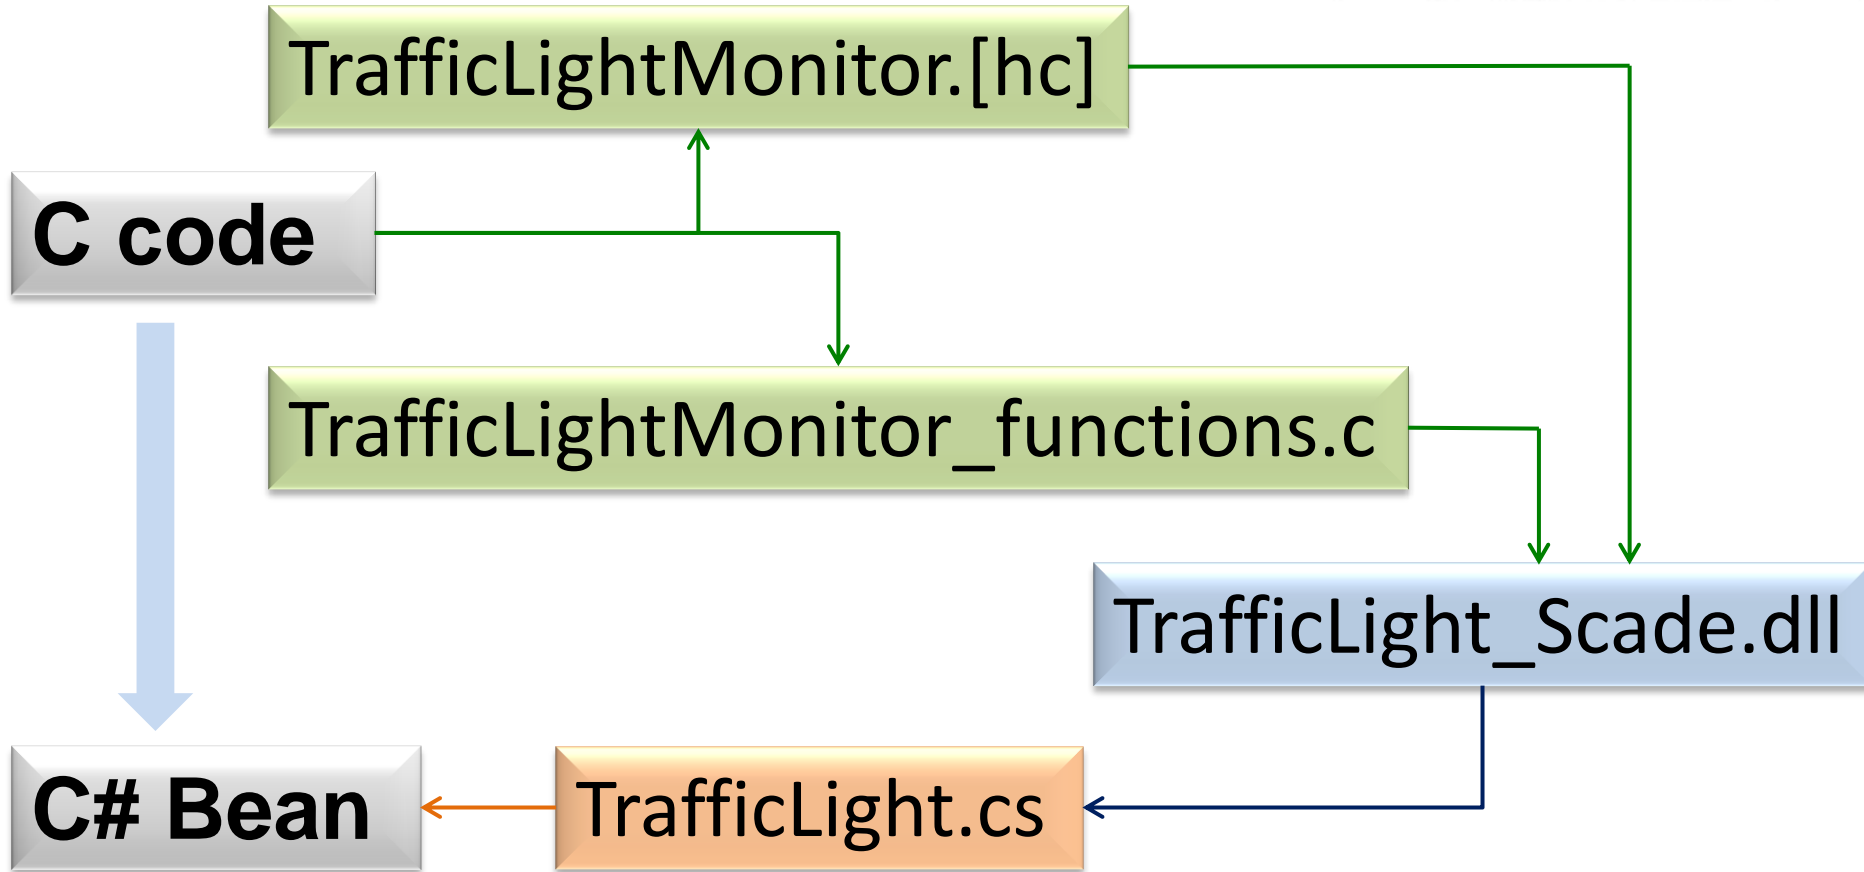 TrafficLightMonitor.[hc]
C code
TrafficLightMonitor_functions.c
TrafficLight_Scade.dll
C# Bean
TrafficLight.cs